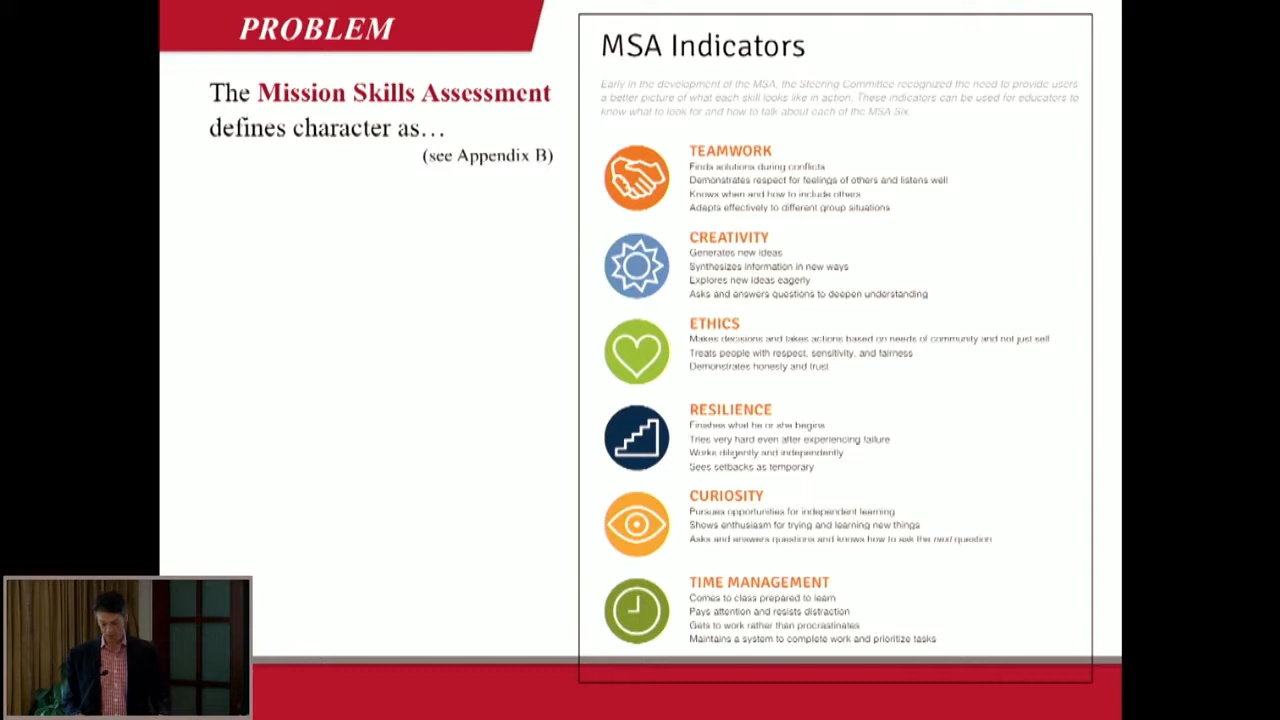 PROBLEM
The Mission Skills Assessment
defines character as…
(see Appendix B)
MSA Indicators
Early in the development of the MSA, the Steering Committee recognized the need to provide users
a better picture of what each skill looks like in action. These indicators can be used for educators to
know what to look for and how to talk about each of the MSA Six
TEAMWORK
Finds solutions during conflicts
Demonstrates respect for feelings of others and listens well
Knows when and how to include others
Adapts effectively to different group situations
CREATIVITY
Generates new ideas
Synthesizes information in new ways
Explores new ideas eagerly
Asks and answers questions to deepen understanding
ETHICS
Makes decisions and takes actions based on needs of community and not just self
Treats people with respect, sensitivity, and fairness
Demonstrates honesty and trust
RESILIENCE
Finishes what he or she begins
Tries very hard even after experiencing failure
Works diligently and independently
Sees setbacks as temporary
CURIOSITY
Pursues opportunities for independent learning
Shows enthusiasm for trying and learning new things
Asks and answers questions and knows how to ask the next question
TIME MANAGEMENT
Comes to class prepared to learn
Pays attention and resists distraction
Gets to work rather than procrastinates
Maintains a system to complete work and prioritize tasks